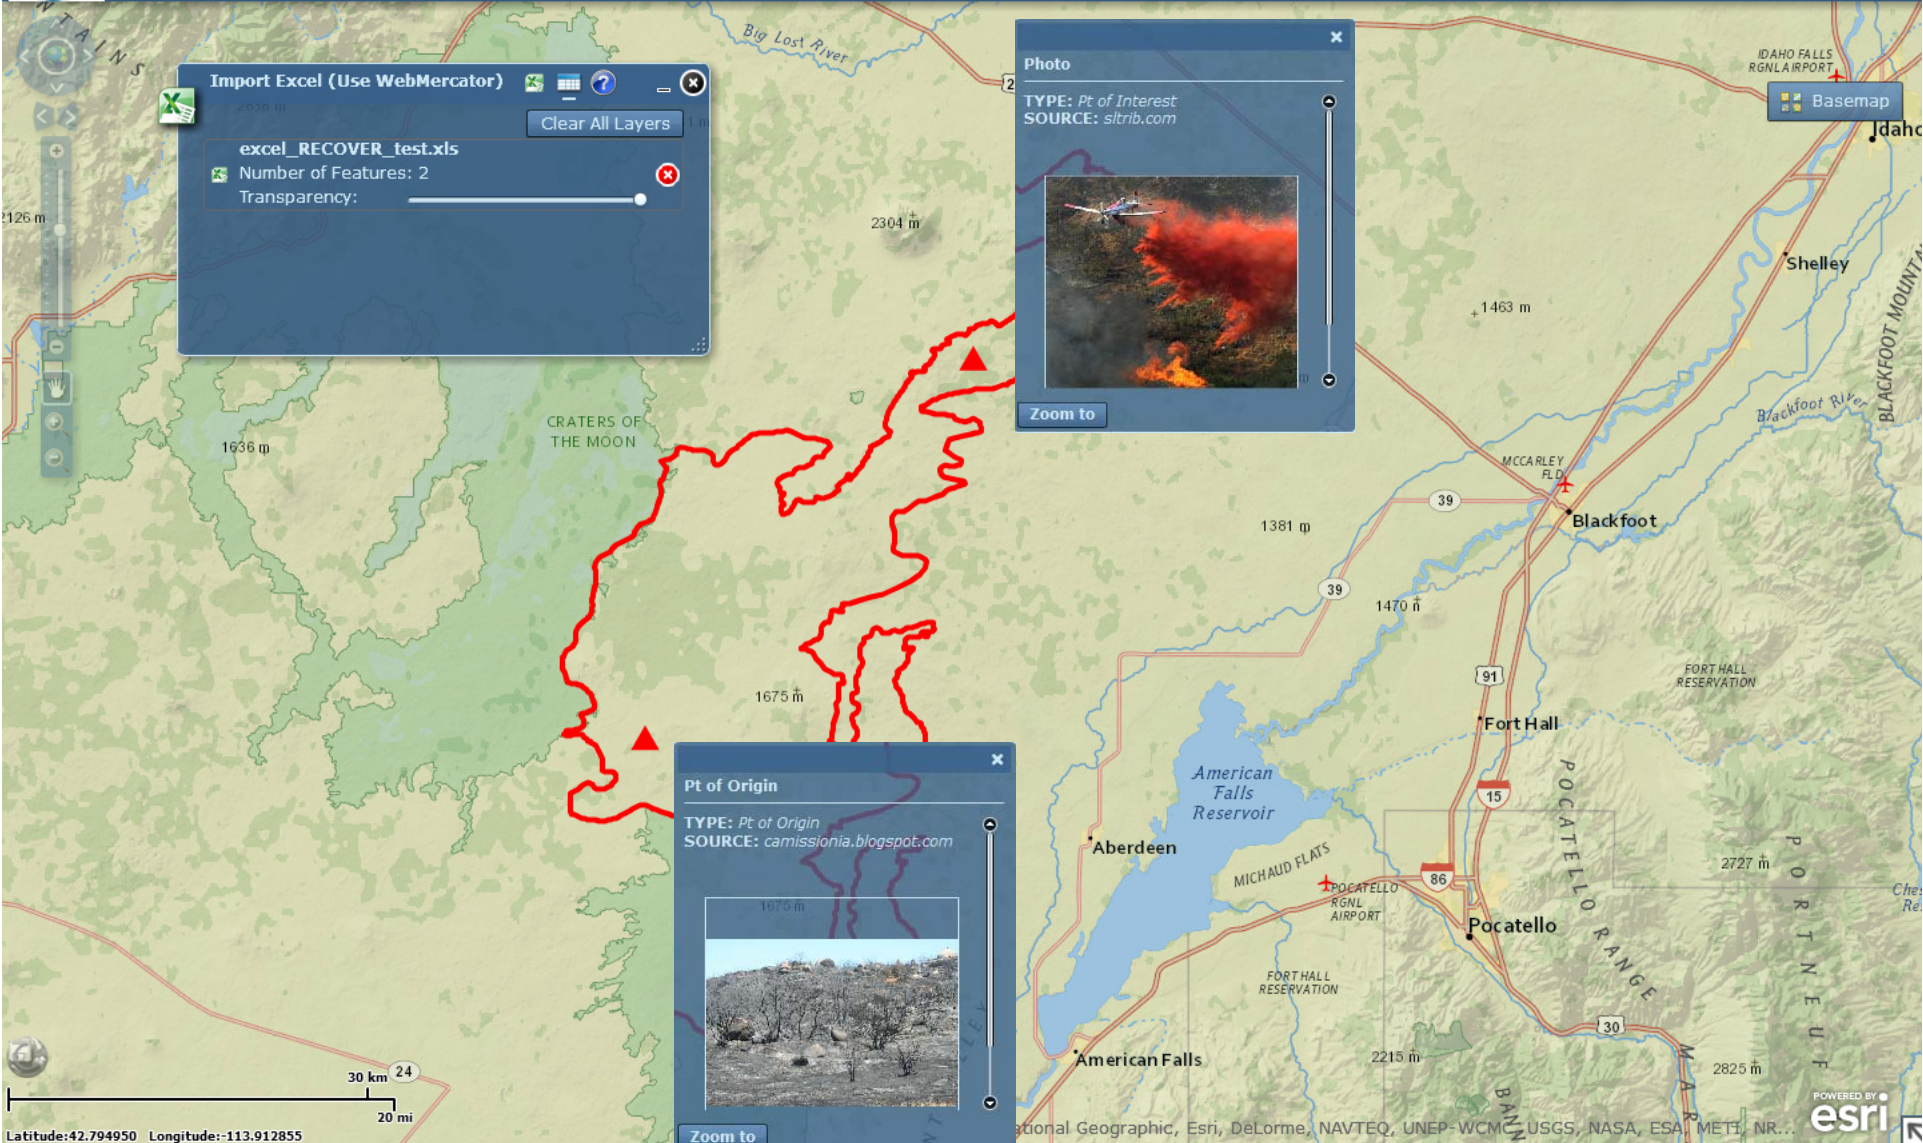 Import Excel (Use WebMercator)
Clear All Layers
excel_RECOVER_test.xls
Number of Features: 2
Transparency:
Big Lost River
2126 m
2304 m
CRATERS OF
THE MOON
1636 m
1675 m
Photo
TYPE: Pt of Interest
SOURCE: sltrib.com
Zoom to
Pt of Origin
TYPE: Pt of Origin
SOURCE: camissionia.blogspot.com
1675 m
Zoom to
IDAHO FALLS
RGNL AIRPORT
Basemap
Idaho
Shelley
1463 m
BLACKFOOT
Blackfoot River
MCCARLEY
FLD
39
Blackfoot
1381 m
39
1470
91
FORT HALL
RESERVATION
Fort Hall
15
American
Falls
Reservoir
Aberdeen
MICHAUD FLATS
86
POCATELLO
RGNL
AIRPORT
Pocatello
POCATELLO RANGE
2727 m
PORTNEUF
FORT HALL
RESERVATION
30
2215 m
2825 m
American Falls
24
30 km
20 mi
Latitude:42.794950 Longitude:-113.912855
POWERED BY
esri
National Geographic, Esri, DeLorme, NAVTEQ, UNEP-WCMC, USGS, NASA, ESA, METI, NR...